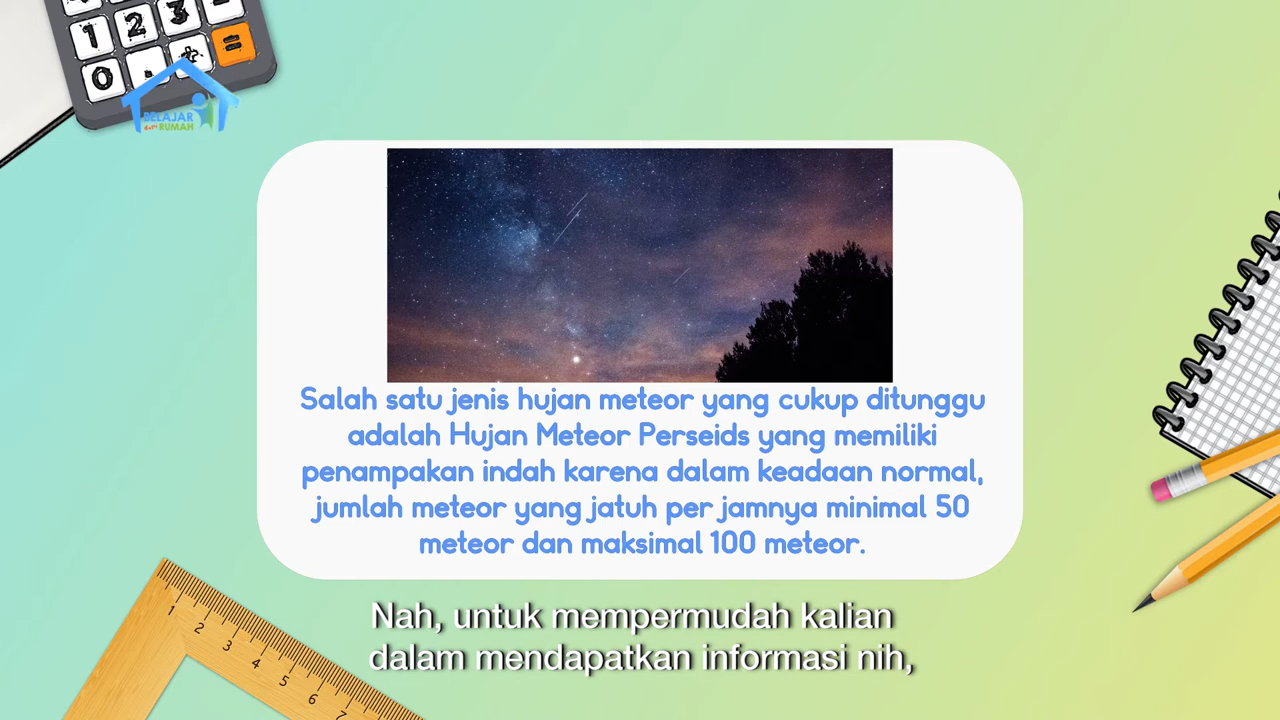 1 2 3
0 . ÷ =
BELAJAR
dari RUMAH
Salah satu jenis hujan meteor yang cukup ditunggu
adalah Hujan Meteor Perseids yang memiliki
penampakan indah karena dalam keadaan normal,
jumlah meteor yang jatuh per jamnya minimal 50
meteor dan maksimal 100 meteor.
Nah, untuk mempermudah kalian
dalam mendapatkan informasi nih,
1 2 3 4 5 6 7